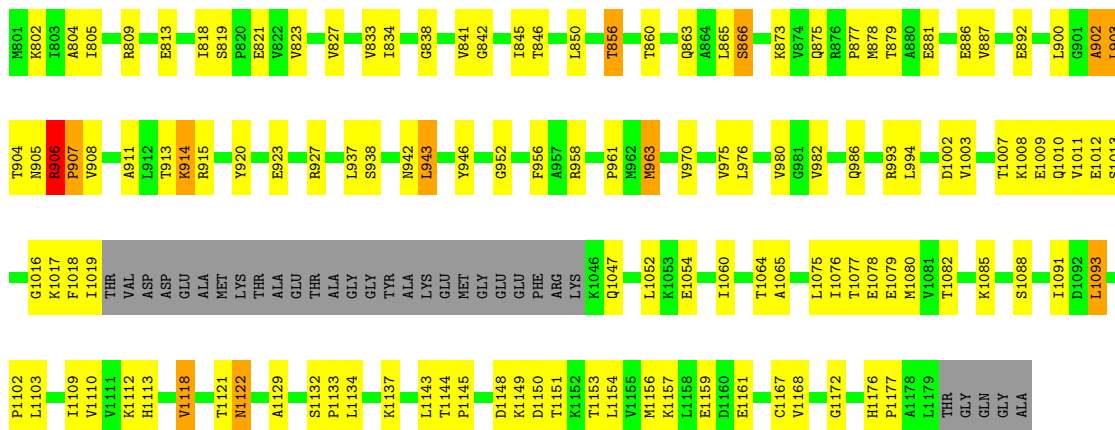 M801 K802 I803 A804 I805 R809 E813 I818 S819 P820 E821 V822 V823 V827 V833 I834 G838 V841 G842 I845 T846 L850 T856 T860 Q863 A864 L865 S866 K873 V874 Q875 R876 P877 M878 T879 A880 E881 E886 V887 E892 L900 G901 A902 L903
T904 N905 R906 P907 V908 A911 L912 T913 K914 R915 Y920 E923 R927 L937 S938 N942 L943 Y946 G952 F956 A957 R958 P961 M962 M963 V970 V975 L976 V980 G981 V982 Q986 R993 L994 D1002 V1003 T1007 K1008 E1009 Q1010 V1011 E1012 S1013
G1016 K1017 F1018 I1019 THR VAL ASP ASP GLU ALA MET LYS THR ALA GLU THR ALA GLY GLY TYR ALA LYS GLU MET GLY GLU GLU PHE ARG LYS K1046 Q1047 L1052 K1053 E1054 I1060 T1064 A1065 L1075 I1076 T1077 E1078 E1079 M1080 V1081 T1082 K1085 S1088 I1091 D1092 L1093
P1102 L1103 I1109 V1110 V1111 K1112 H1113 V1118 T1121 N1122 A1129 S1132 P1133 L1134 K1137 L1143 T1144 P1145 D1148 K1149 D1150 T1151 K1152 T1153 L1154 V1155 M1156 K1157 L1158 E1159 D1160 E1161 C1167 V1168 G1172 H1176 P1177 A1178 L1179 THR GLY GLN GLY ALA